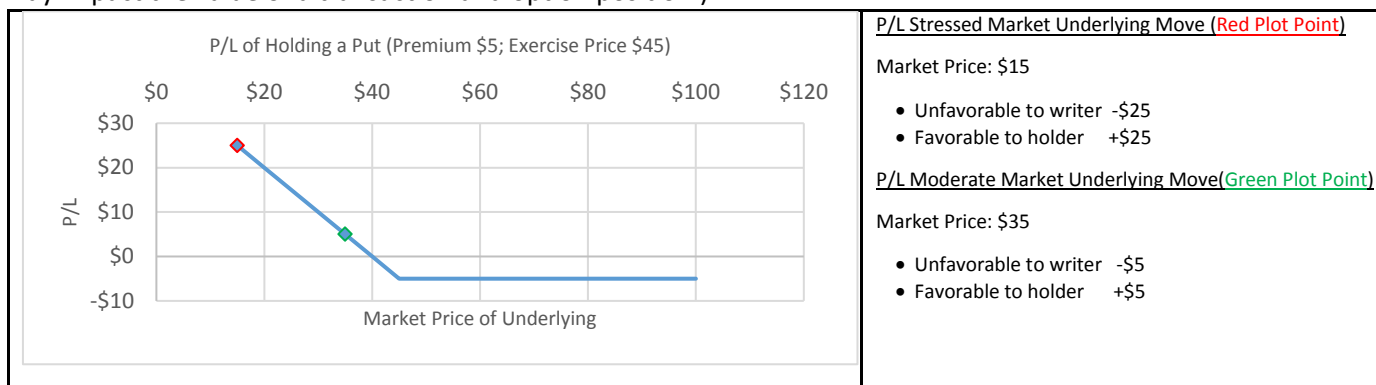 P/L of Holding a Put (Premium $5; Exercise Price $45)
$0 $20 $40 $60 $80 $100 $120
$30
$20
$10
$0
-$10
P/L
Market Price of Underlying
P/L Stressed Market Underlying Move (Red Plot Point)
Market Price: $15
• Unfavorable to writer -$25
• Favorable to holder +$25
P/L Moderate Market Underlying Move(Green Plot Point)
Market Price: $35
• Unfavorable to writer -$5
• Favorable to holder +$5